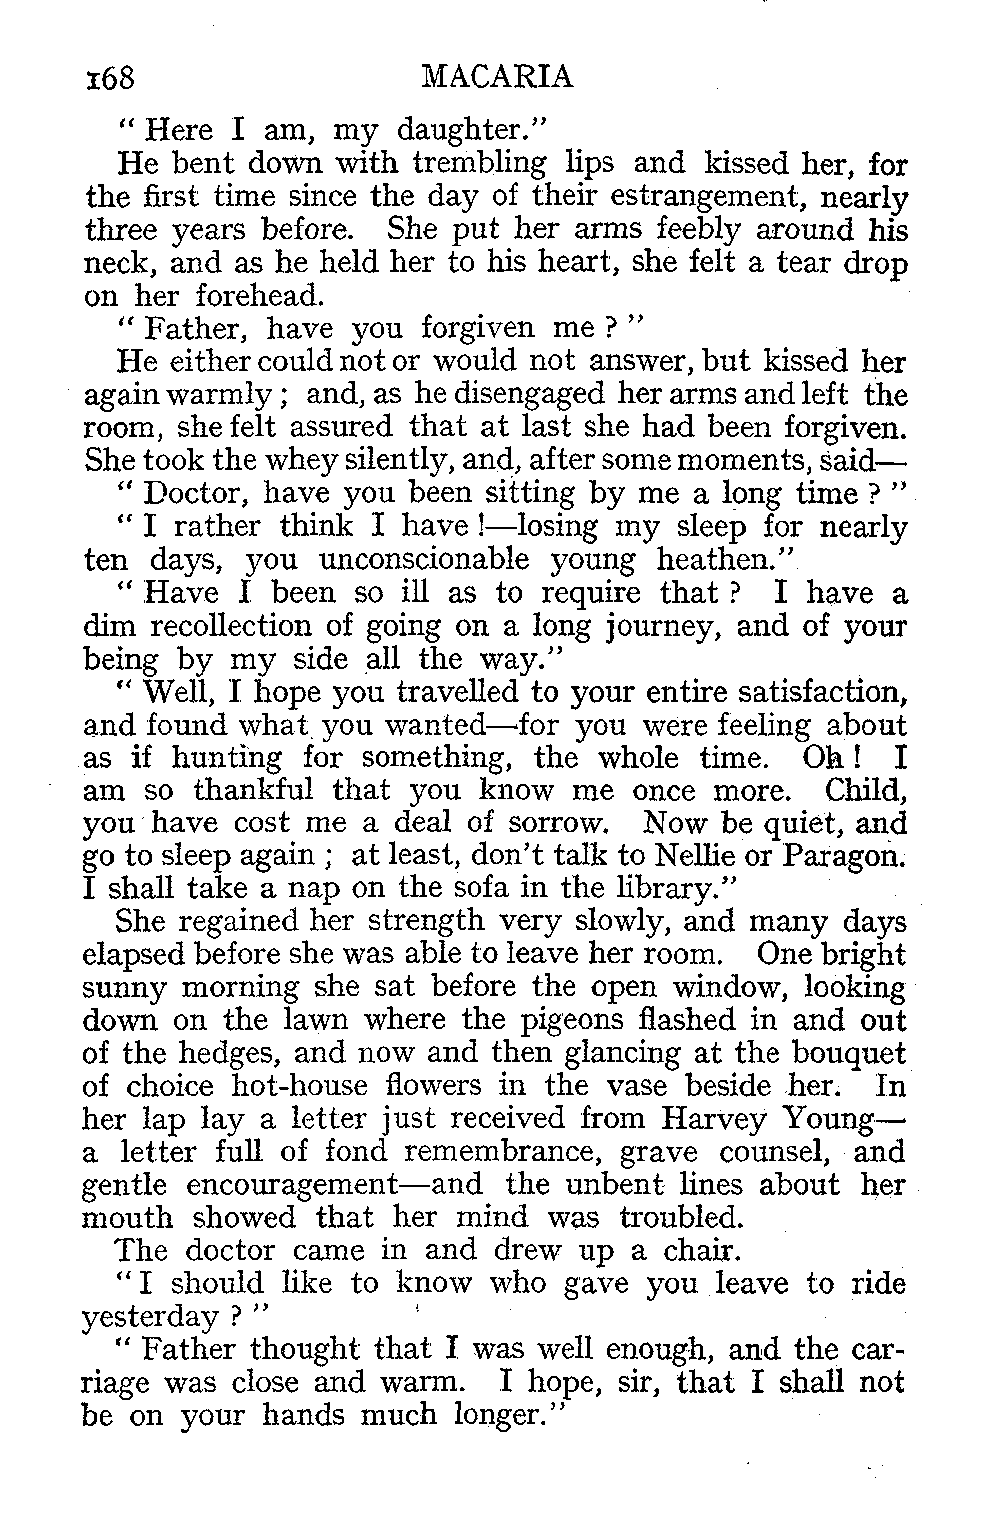 168 MACARIA
" Here I am, my daughter."
He bent down with trembling lips and kissed her, for
the first time since the day of their estrangement, nearly
three years before. She put her arms feebly around his
neck, and as he held her to his heart, she felt a tear drop
on her forehead.
" Father, have you forgiven me ? "
He either could not or would not answer, but kissed her
again warmly ; and, as he disengaged her arms and left the
room, she felt assured that at last she had been forgiven.
She took the whey silently, and, after some moments, said—
" Doctor, have you been sitting by me a long time ? "
" I rather think I have !—losing my sleep for nearly
ten days, you unconscionable young heathen."
" Have I been so ill as to require that ? I have a
dim recollection of going on a long journey, and of your
being by my side all the way."
" Well, I hope you travelled to your entire satisfaction,
and found what you wanted—for you were feeling about
as if hunting for something, the whole time. Oh ! I
am so thankful that you know me once more. Child,
you have cost me a deal of sorrow. Now be quiet, and
go to sleep again ; at least, don't talk to Nellie or Paragon.
I shall take a nap on the sofa in the library."
She regained her strength very slowly, and many days
elapsed before she was able to leave her room. One bright
sunny morning she sat before the open window, looking
down on the lawn where the pigeons flashed in and out
of the hedges, and now and then glancing at the bouquet
of choice hot-house flowers in the vase beside her. In
her lap lay a letter just received from Harvey Young—
a letter full of fond remembrance, grave counsel, and
gentle encouragement—and the unbent lines about her
mouth showed that her mind was troubled.
The doctor came in and drew up a chair.
" I should like to know who gave you leave to ride
yesterday ? "
" Father thought that I was well enough, and the car-
riage was close and warm. I hope, sir, that I shall not
be on your hands much longer."